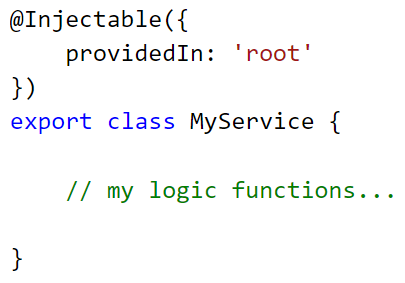 @Injectable({
    providedIn: 'root'
})
export class MyService {
    // my logic functions...
}